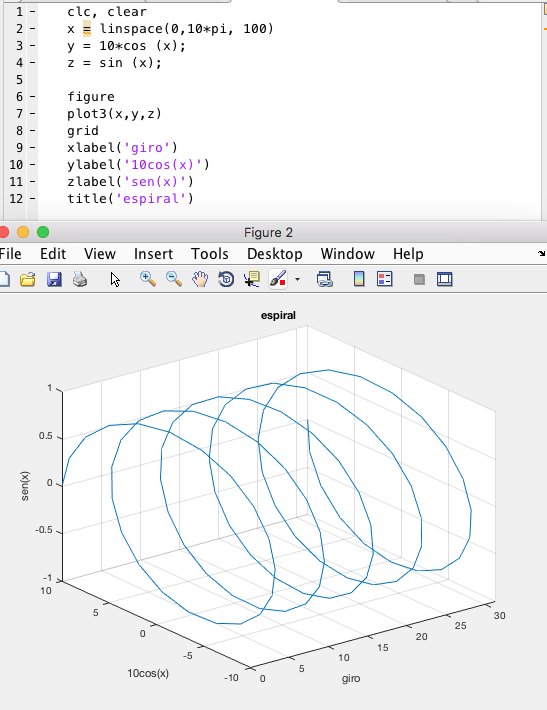 1 - clc, clear
2 - x = linspace(0,10*pi, 100)
3 - y = 10*cos (x);
4 - z = sin (x);
5
6 - figure
7 - plot3(x,y,z)
8 - grid
9 - xlabel('giro')
10 - ylabel('10cos(x)')
11 - zlabel('sen(x)')
12 - title('espiral')
Figure 2
File Edit View Insert Tools Desktop Window Help
espiral
1
0.5
0
-0.5
-1
sen(x)
10
5
0
-5
-10
10cos(x)
0
5
10
15
20
25
30
giro